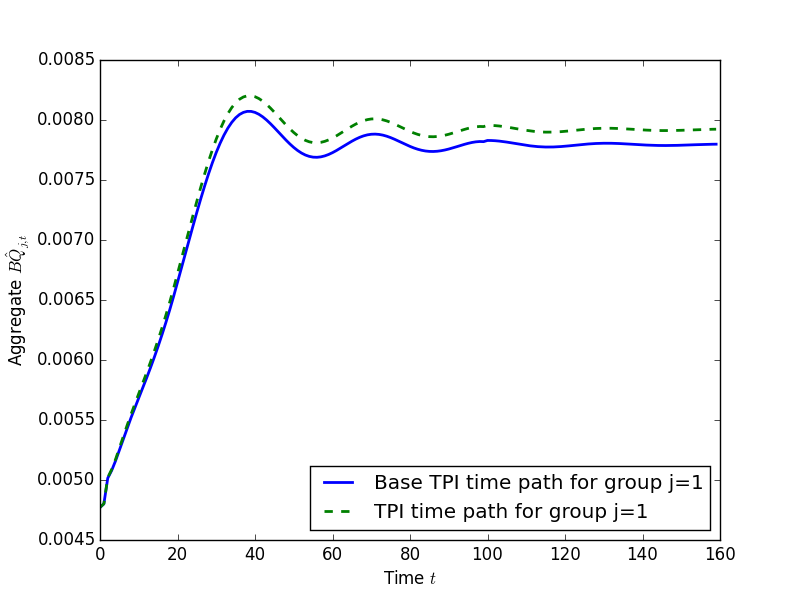 0.0085
0.0080
0.0075
0.0070
0.0065
0.0060
0.0055
0.0050
0.0045
Aggregate $\hat{BQ}_{j,t}$
Base TPI time path for group j=1
TPI time path for group j=1
0 20 40 60 80 100 120 140 160
Time t